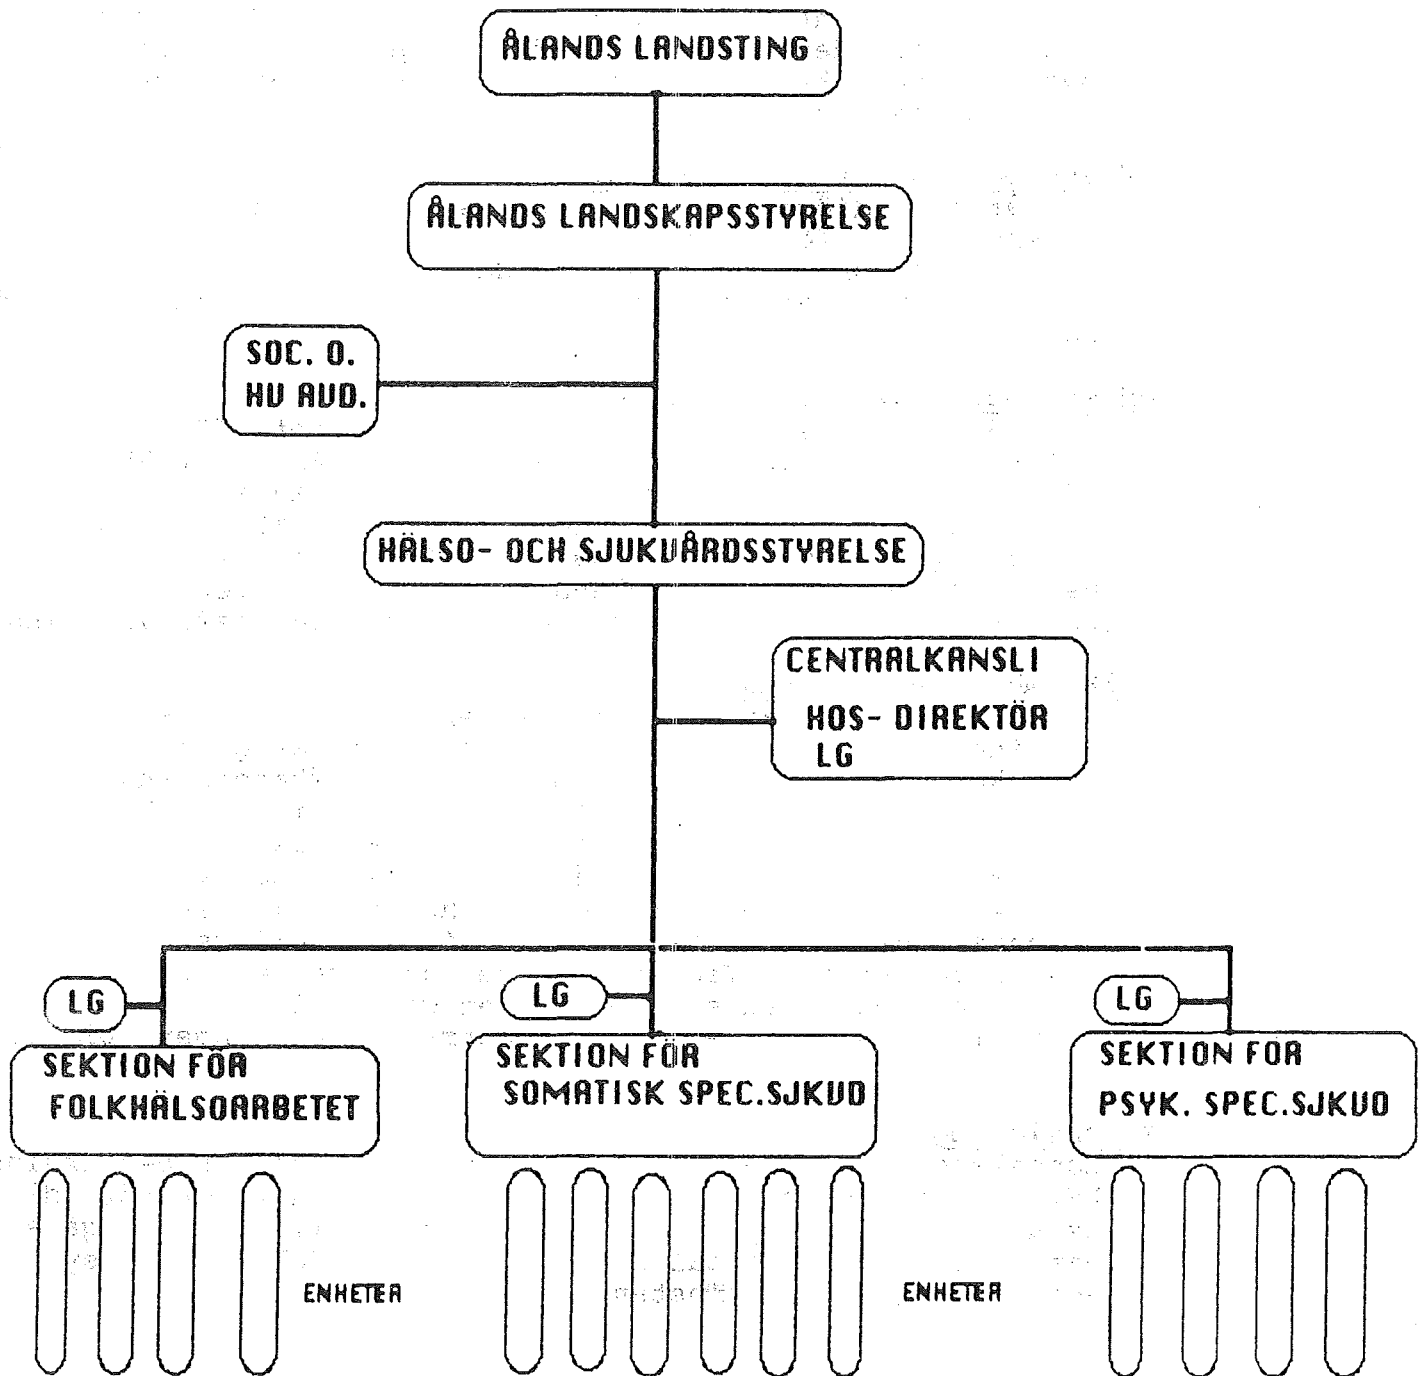 ÅLANDS LANDSTING
ÅLANDS LANDSKAPSSTYRELSE
SOC. O.
HV AVD.
HÄLSO- OCH SJUKVÅRDSSTYRELSE
CENTRALKANSLI
HOS- DIREKTÖR
LG
LG
LG
LG
SEKTION FÖR
FOLKHÄLSOARBETET
SEKTION FÖR
SOMATISK SPEC.SJKVD
SEKTION FÖR
PSYK. SPEC.SJKVD
ENHETER
ENHETER